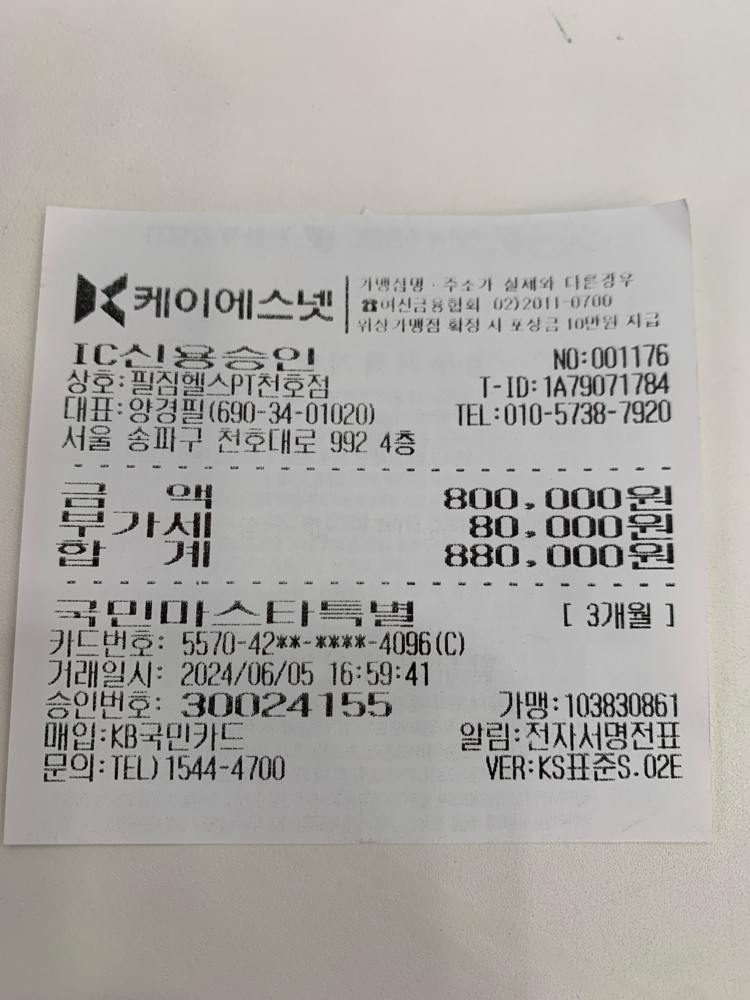 케이에스넷
가맹점명·주소가 실제와 다른경우
☎여신금융협회 02)2011-0700
위장가맹점 확정 시 포상금 10만원 지급
IC신용승인 NO:001176
상호:필짐헬스PT천호점 T-ID:1A79071784
대표:양경필(690-34-01020) TEL:010-5738-7920
서울 송파구 천호대로 992 4층
금 액 800,000원
부가세 80,000원
합 계 880,000원
국민마스타특별 [ 3개월 ]
카드번호: 5570-42**-****-4096(C)
거래일시: 2024/06/05 16:59:41
승인번호: 30024155 가맹:103830861
매입:KB국민카드 알림:전자서명전표
문의:TEL)1544-4700 VER:KS표준S.02E